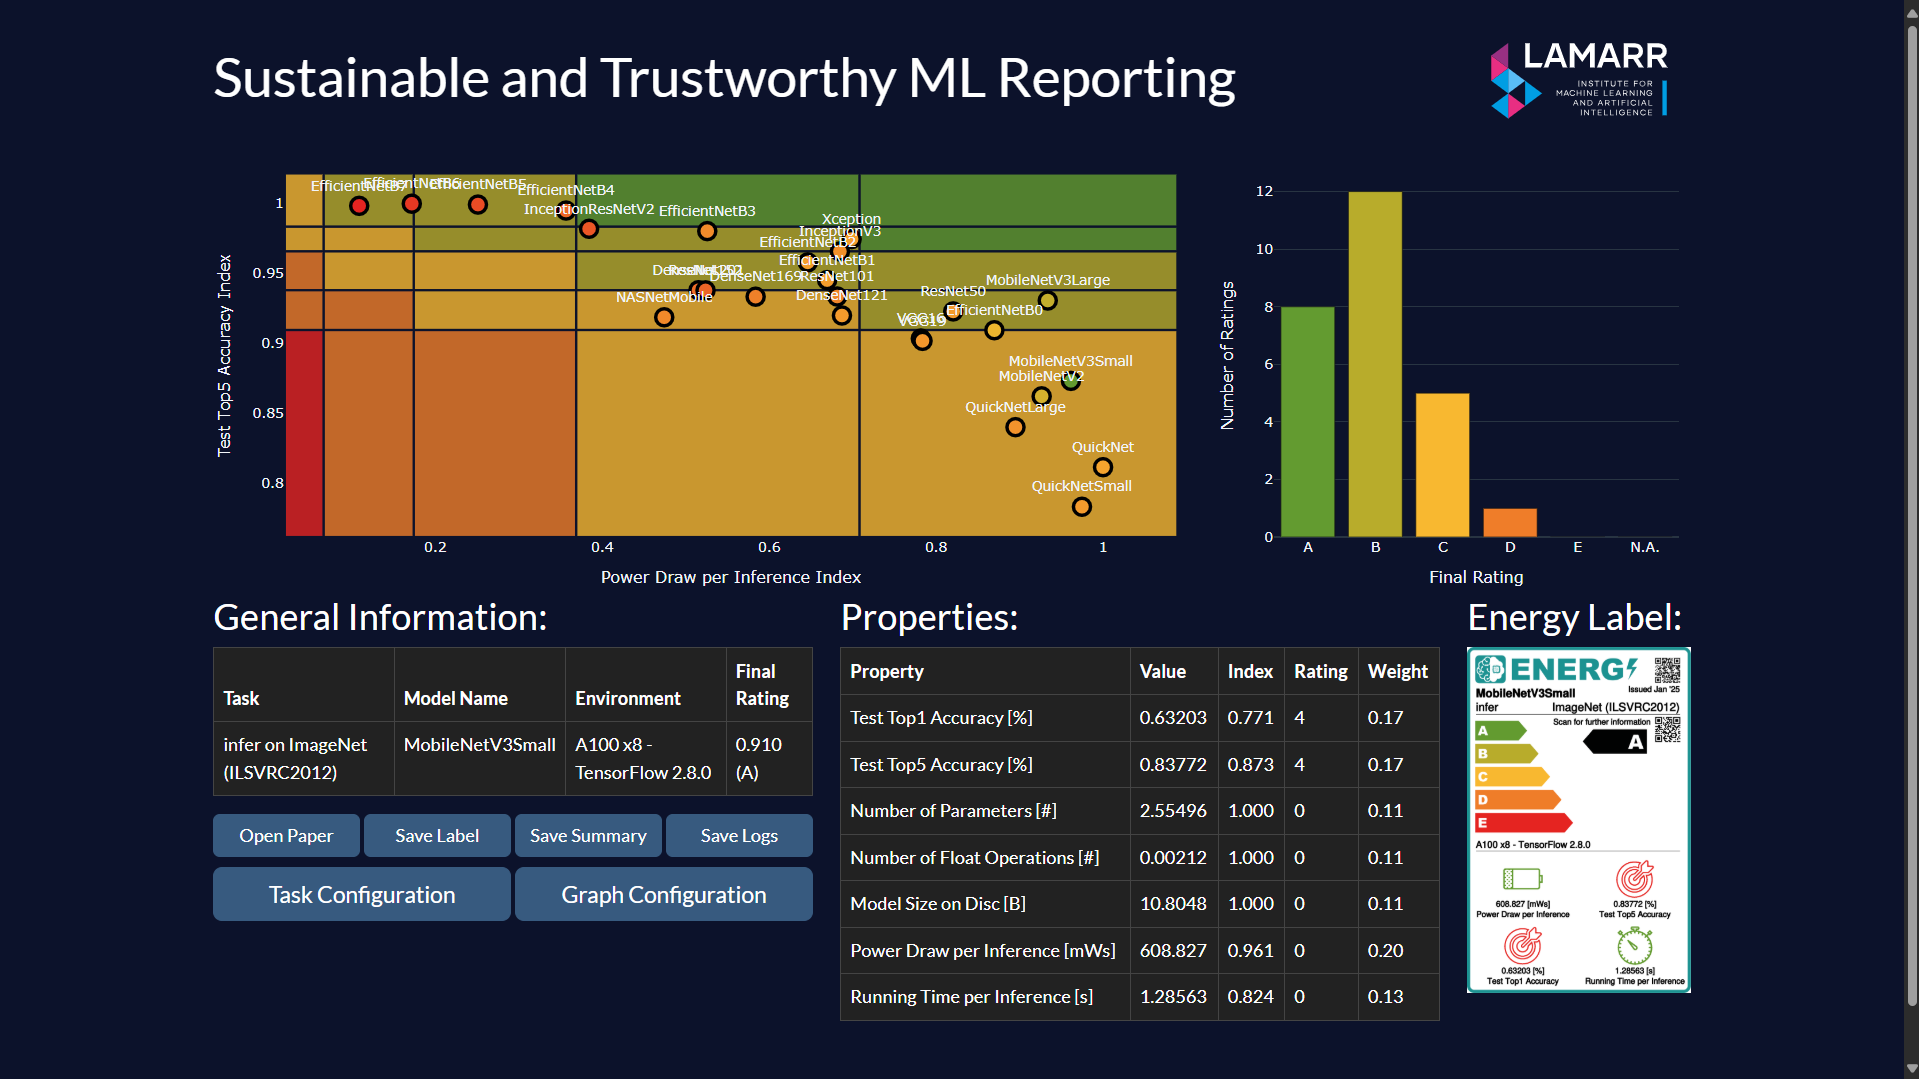 Sustainable and Trustworthy ML Reporting
LAMARR
INSTITUTE FOR
MACHINE LEARNING
AND ARTIFICIAL
INTELLIGENCE
Test Top5 Accuracy Index
1
0.95
0.9
0.85
0.8
EfficientNetB7
EfficientNetB6
EfficientNetB5
EfficientNetB4
InceptionResNetV2
EfficientNetB3
Xception
InceptionV3
EfficientNetB2
EfficientNetB1
DenseNet169
ResNet101
NASNetMobile
DenseNet121
MobileNetV3Large
ResNet50
EfficientNetB0
VGG16
VGG19
MobileNetV3Small
MobileNetV2
QuickNetLarge
QuickNet
QuickNetSmall
0.2 0.4 0.6 0.8 1
Power Draw per Inference Index
Number of Ratings
12
10
8
6
4
2
0
A B C D E N.A.
Final Rating
General Information:
Task Model Name Environment Final Rating
infer on ImageNet (ILSVRC2012) MobileNetV3Small A100 x8 - TensorFlow 2.8.0 0.910 (A)
Open Paper Save Label Save Summary Save Logs
Task Configuration Graph Configuration
Properties:
Property Value Index Rating Weight
Test Top1 Accuracy [%] 0.63203 0.771 4 0.17
Test Top5 Accuracy [%] 0.83772 0.873 4 0.17
Number of Parameters [#] 2.55496 1.000 0 0.11
Number of Float Operations [#] 0.00212 1.000 0 0.11
Model Size on Disc [B] 10.8048 1.000 0 0.11
Power Draw per Inference [mWs] 608.827 0.961 0 0.20
Running Time per Inference [s] 1.28563 0.824 0 0.13
Energy Label:
ENERG
Issued Jan '25
MobileNetV3Small
infer ImageNet (ILSVRC2012)
Scan for further information
A
A
B
C
D
E
A100 x8 - TensorFlow 2.8.0
608.827 [mWs] 0.83772 [%]
Power Draw per Inference Test Top5 Accuracy
0.63203 [%] 1.28563 [s]
Test Top1 Accuracy Running Time per Inference